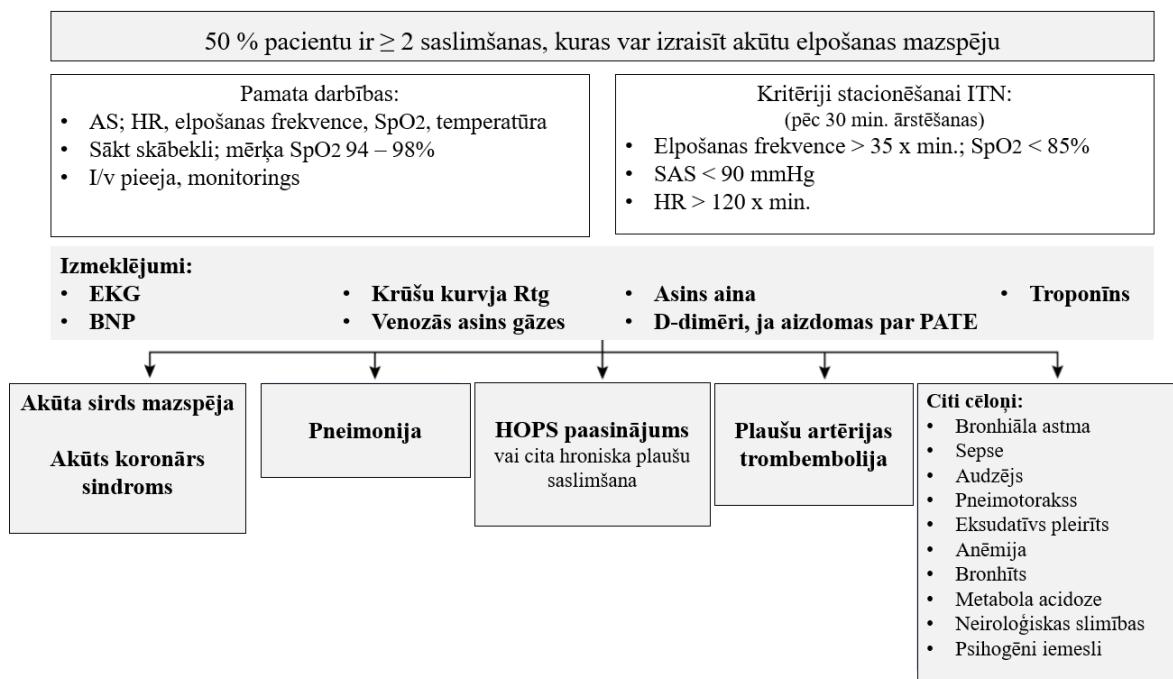 50 % pacientu ir ≥ 2 saslimšanas, kuras var izraisīt akūtu elpošanas mazspēju
Pamata darbības:
• AS; HR, elpošanas frekvence, SpO2, temperatūra
• Sākt skābekli; mērķa SpO2 94 – 98%
• I/v pieeja, monitorings
Kritēriji stacionēšanai ITN:
(pēc 30 min. ārstēšanas)
• Elpošanas frekvence > 35 x min.; SpO2 < 85%
• SAS < 90 mmHg
• HR > 120 x min.
Izmeklējumi:
• EKG
• BNP
• Krūšu kurvja Rtg
• Venozās asins gāzes
• Asins aina
• D-dimēri, ja aizdomas par PATE
• Troponīns
Akūta sirds mazspēja
Akūts koronārs
sindroms
Pneimonija
HOPS paasinājums
vai cita hroniska plaušu
saslimšana
Plaušu artērijas
trombembolija
Citi cēloņi:
• Bronhiāla astma
• Sepse
• Audzējs
• Pneimotorakss
• Eksudatīvs pleirīts
• Anēmija
• Bronhīts
• Metabola acidoze
• Neiroloģiskas slimības
• Psihogēni iemesli